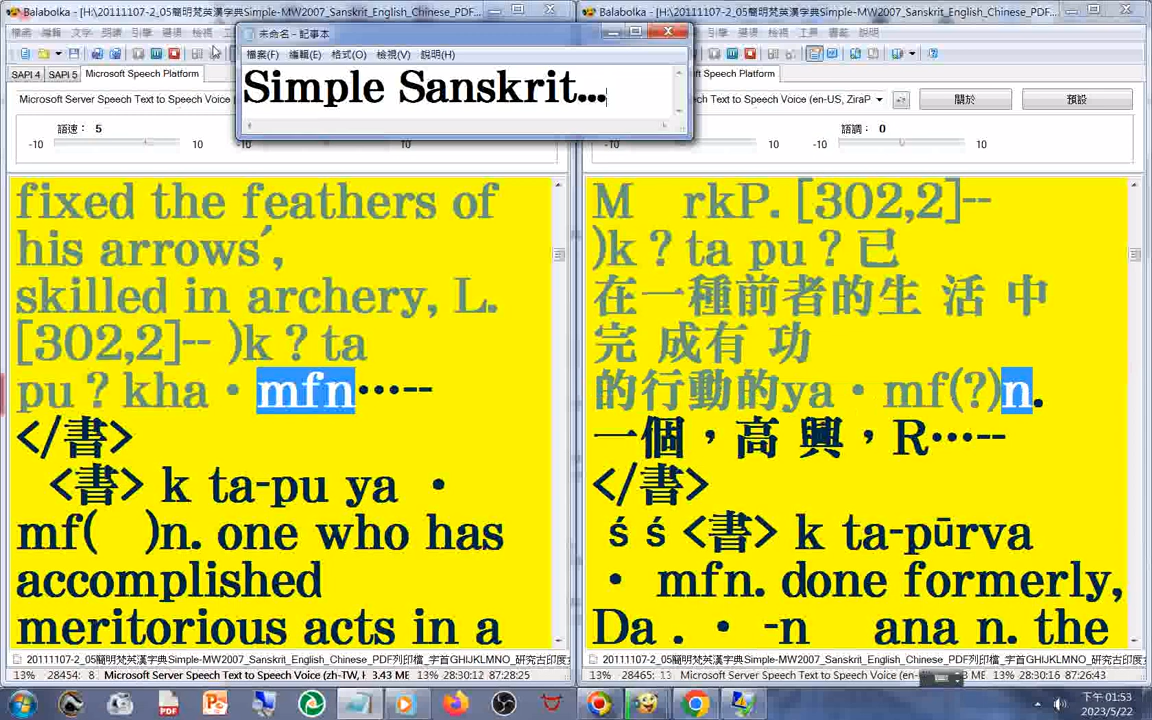 Balabolka - [H:\20111107-2_05簡明梵英漢字典Simple-MW2007_Sanskrit_English_Chinese_PDF...
Balabolka - [H:\20111107-2_05簡明梵英漢字典Simple-MW2007_Sanskrit_English_Chinese_PDF...
未命名 - 記事本
檔案(F) 編輯(E) 格式(O) 檢視(V) 說明(H)
Simple Sanskrit...
SAPI 4 SAPI 5 Microsoft Speech Platform
Speech Platform
Microsoft Server Speech Text to Speech Voice
ch Text to Speech Voice (en-US, ZiraP
關於
預設
語速： 5
語調： 0
-10 10 10
10 -10 10
fixed the feathers of
his arrows′,
skilled in archery, L.
[302,2]-- )k ? ta
pu ? kha · mfn…--
</書>
<書> k ta-pu ya ·
mf( )n. one who has
accomplished
meritorious acts in a
M rkP. [302,2]--
)k ? ta pu ? 已
在一種前者的生 活 中
完 成有 功
的行動的ya · mf(?)n.
一個，高 興，R…--
</書>
ś ś <書> k ta-pūrva
· mfn. done formerly,
Da . · -n ana n. the
20111107-2_05簡明梵英漢字典Simple-MW2007_Sanskrit_English_Chinese_PDF列印檔_字首GHIJKLMNO_研究古印度
20111107-2_05簡明梵英漢字典Simple-MW2007_Sanskrit_English_Chinese_PDF列印檔_字首GHIJKLMNO_研究古印度
13% 28454: 8 Microsoft Server Speech Text to Speech Voice (zh-TW, 3.43 ME 28:30:12 87:28:25
13% 28465: 13% 28:30:16 87:26:43
下午 01:53
2023/5/22